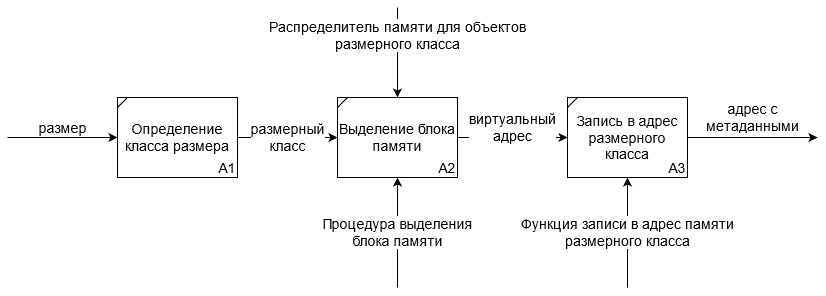 Распределитель памяти для объектов
размерного класса
размер
Определение
класса размера
A1
размерный
класс
Выделение блока
памяти
A2
виртуальный
адрес
Запись в адрес
размерного
класса
A3
адрес с
метаданными
Процедура выделения
блока памяти
Функция записи в адрес памяти
размерного класса